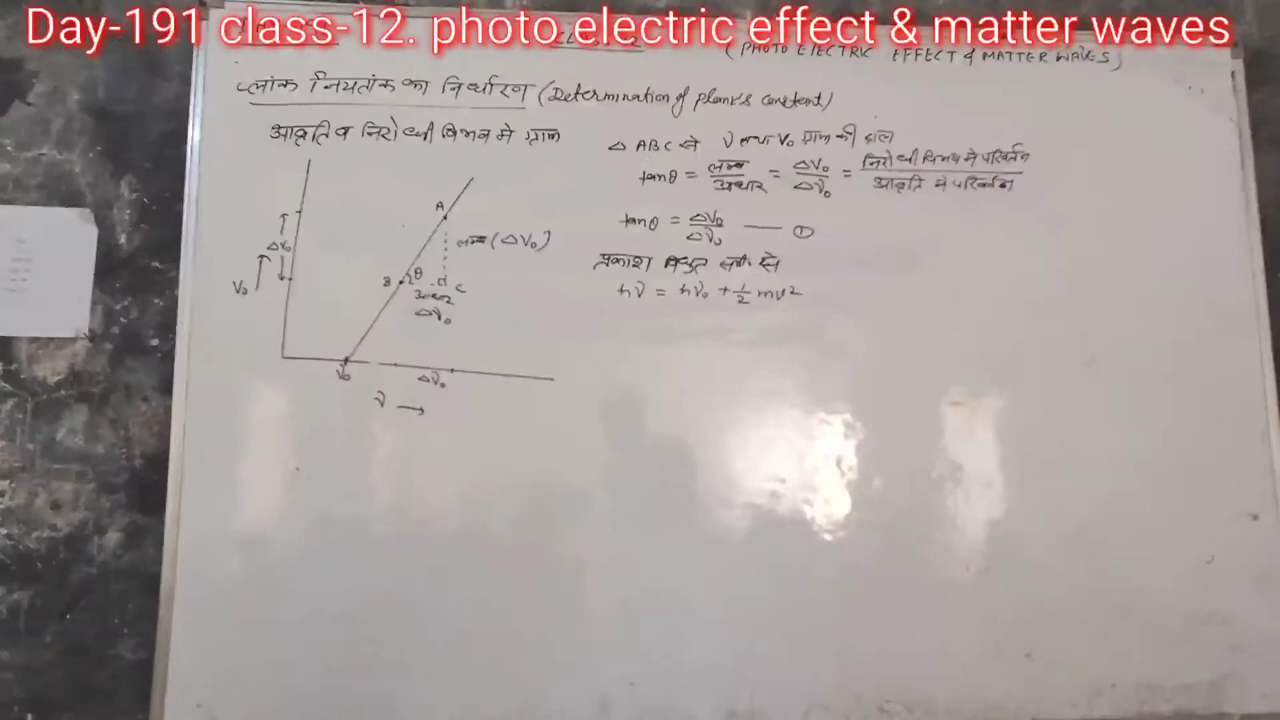 Day-191 class-12. photo electric effect & matter waves
(PHOTO ELECTRIC EFFECT & MATTER WAVES)
प्लांक नियतांक का निर्धारण (Determination of plank's constant)
आवृति व निरोधी विभव मे ग्राफ
A
लम्ब (ΔV₀)
ΔV₀
V₀
B θ C
आधार
Δν₀
ν₀ Δν₀
ν →
Δ ABC से ν तथा V₀ ग्राफ की ढाल
tanθ = लम्ब/आधार = ΔV₀/Δν₀ = निरोधी विभव मे परिवर्तन/आवृति मे परिवर्तन
tanθ = ΔV₀/Δν₀ — ①
प्रकाश विधुत समी. से
hν = hν₀ + 1/2 mv²